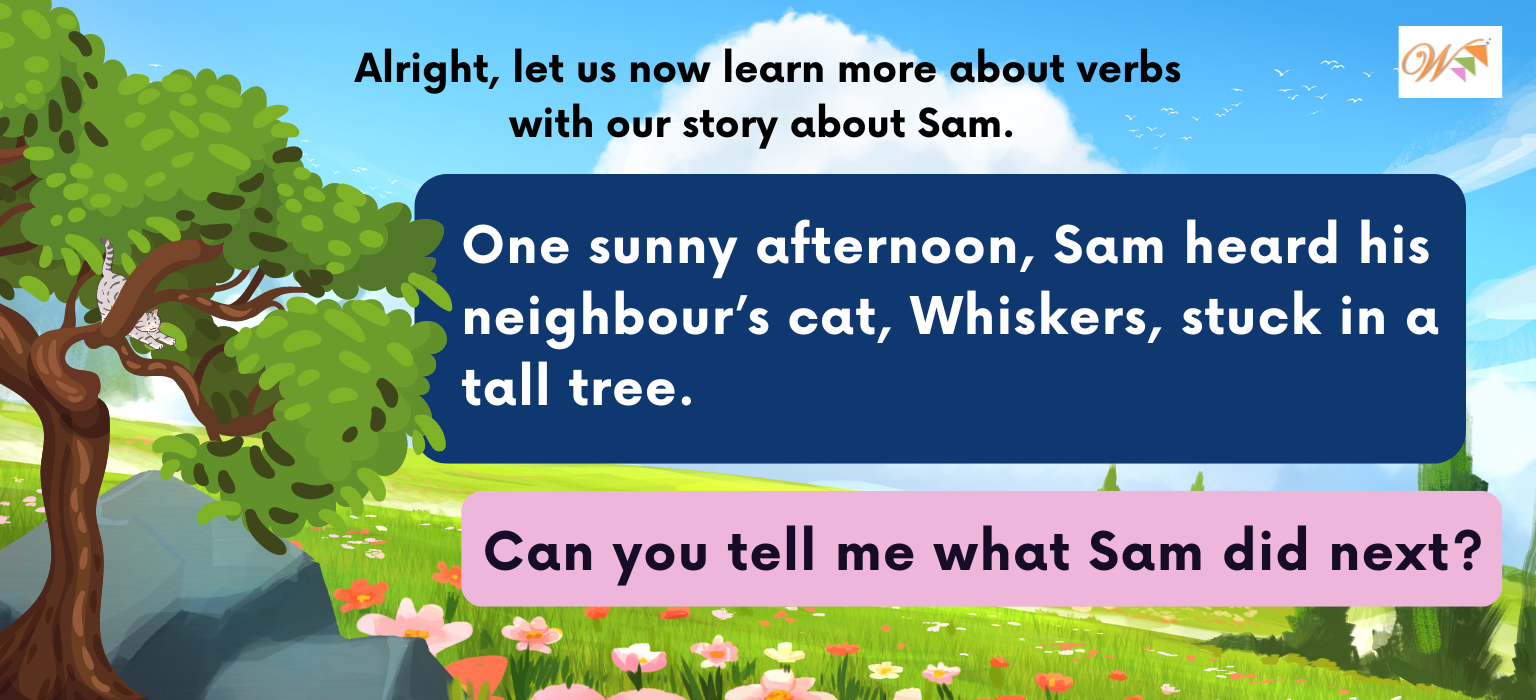 Alright, let us now learn more about verbs
with our story about Sam.
W
One sunny afternoon, Sam heard his
neighbour’s cat, Whiskers, stuck in a
tall tree.
Can you tell me what Sam did next?